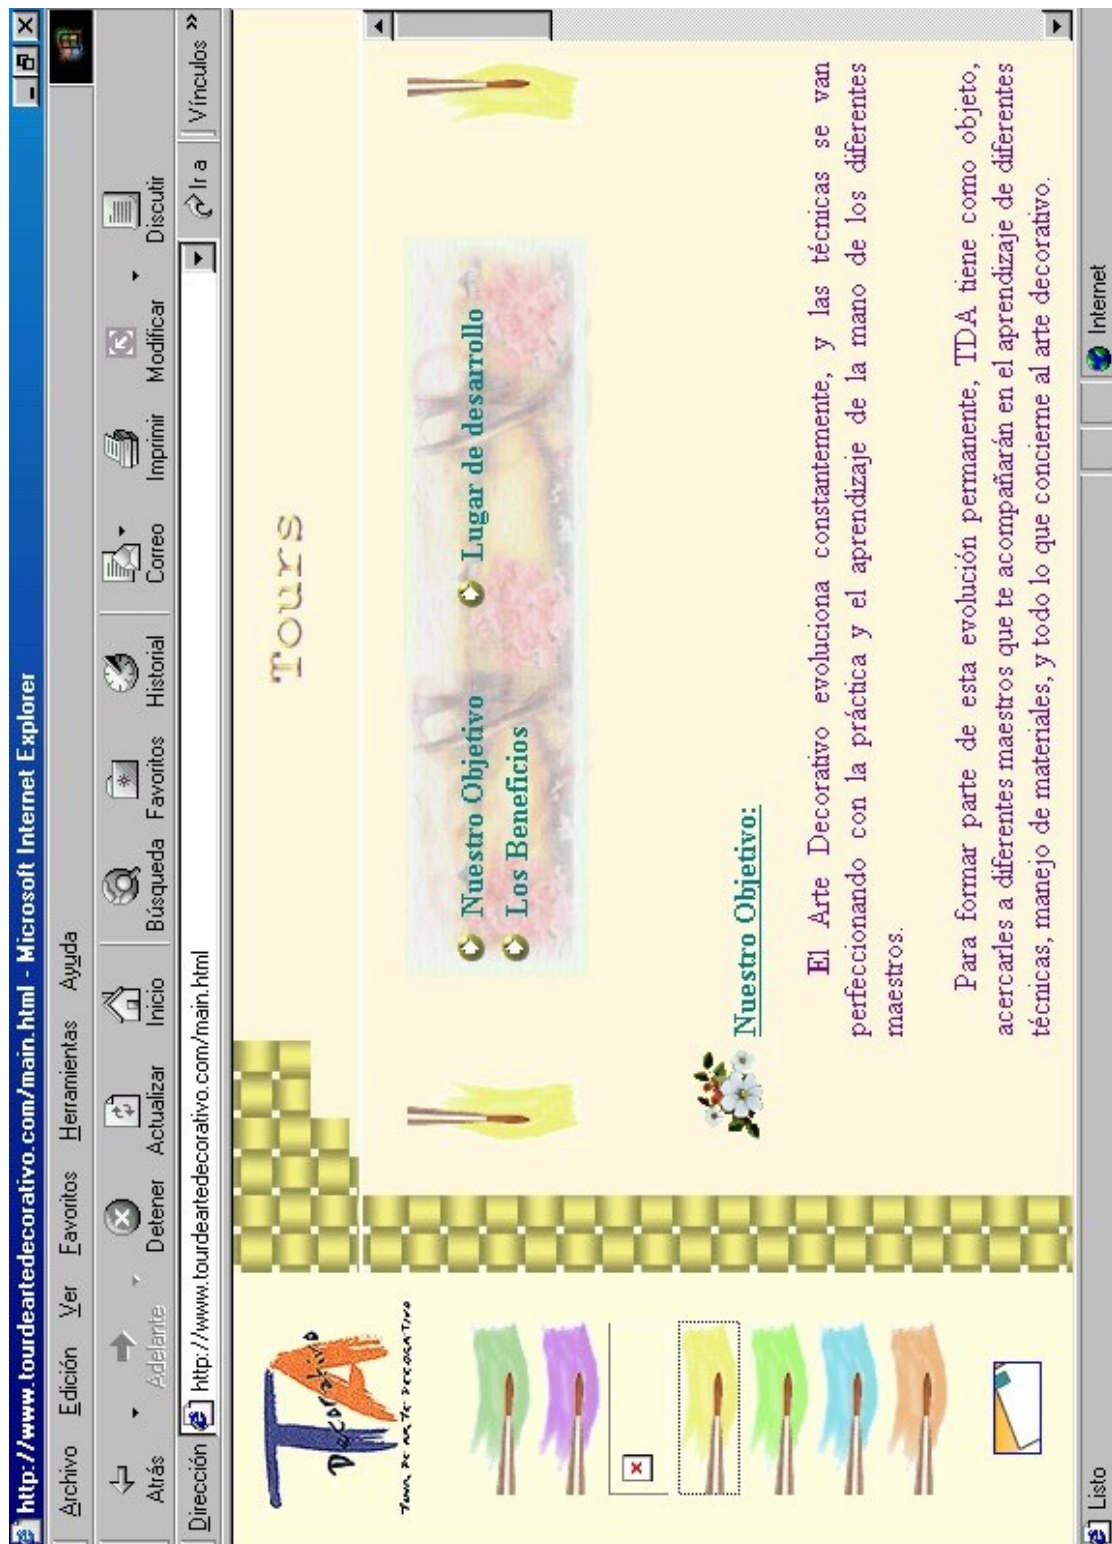 http://www.tourdeartedecorativo.com/main.html - Microsoft Internet Explorer
Archivo Edición Ver Favoritos Herramientas Ayuda
Atrás Adelante Detener Actualizar Inicio Búsqueda Favoritos Historial Correo Imprimir Modificar Discutir
Dirección http://www.tourdeartedecorativo.com/main.html Ir a Vínculos »
Decorativo
TOUR DE ARTE DECORATIVO
Tours
Nuestro Objetivo Lugar de desarrollo
Los Beneficios
Nuestro Objetivo:
El Arte Decorativo evoluciona constantemente, y las técnicas se van
perfeccionando con la práctica y el aprendizaje de la mano de los diferentes
maestros.
Para formar parte de esta evolución permanente, TDA tiene como objeto,
acercarles a diferentes maestros que te acompañarán en el aprendizaje de diferentes
técnicas, manejo de materiales, y todo lo que concierne al arte decorativo.
Listo Internet